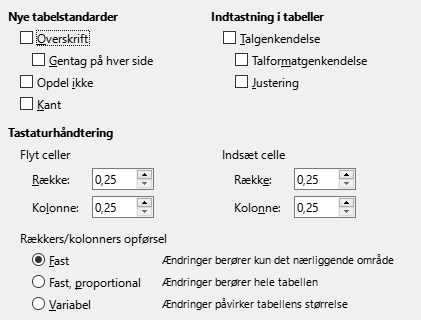 Nye tabelstandarder
Overskrift
Gentag på hver side
Opdel ikke
Kant
Indtastning i tabeller
Talgenkendelse
Talformatgenkendelse
Justering
Tastaturhåndtering
Flyt celler
Række: 0,25
Kolonne: 0,25
Indsæt celle
Række: 0,25
Kolonne: 0,25
Rækkers/kolonners opførsel
Fast Ændringer berører kun det nærliggende område
Fast, proportional Ændringer berører hele tabellen
Variabel Ændringer påvirker tabellens størrelse